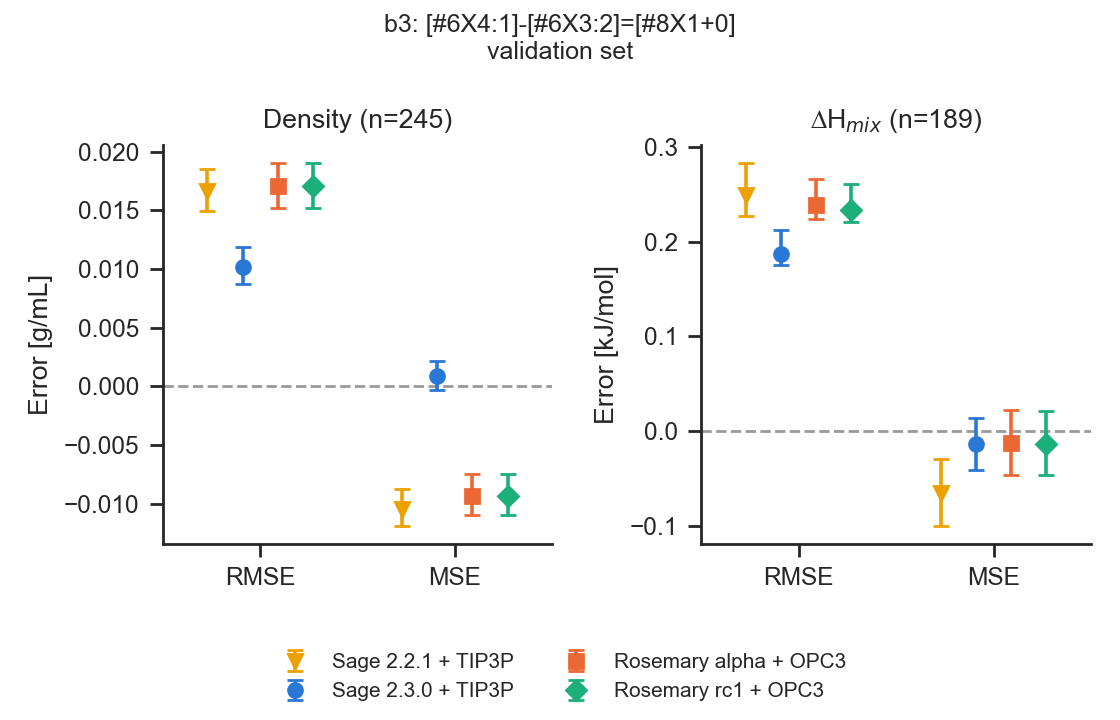 b3: [#6X4:1]-[#6X3:2]=[#8X1+0]
validation set
Density (n=245)
ΔHmix (n=189)
Error [g/mL]
0.020
0.015
0.010
0.005
0.000
−0.005
−0.010
RMSE
MSE
Error [kJ/mol]
0.3
0.2
0.1
0.0
−0.1
RMSE
MSE
Sage 2.2.1 + TIP3P
Sage 2.3.0 + TIP3P
Rosemary alpha + OPC3
Rosemary rc1 + OPC3